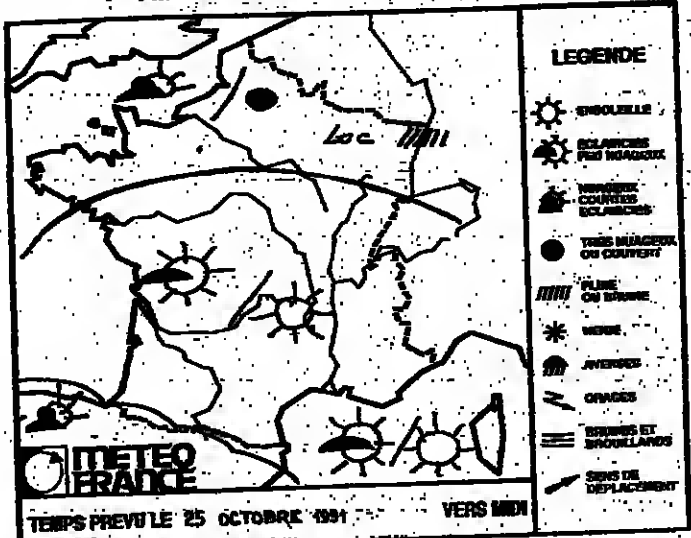 LEGENDE
ENSOLEILLE
ECLAIRCIES
PEU NUAGEUX
NUAGEUX
COURTES
ECLAIRCIES
TRES NUAGEUX
OU COUVERT
PLUIE
OU BRUINE
NEIGE
AVERSES
ORAGES
BRUMES ET
BROUILLARDS
SENS DE
DEPLACEMENT
Loc
METEO
FRANCE
TEMPS PREVU LE 25 OCTOBRE 1991
VERS MIDI